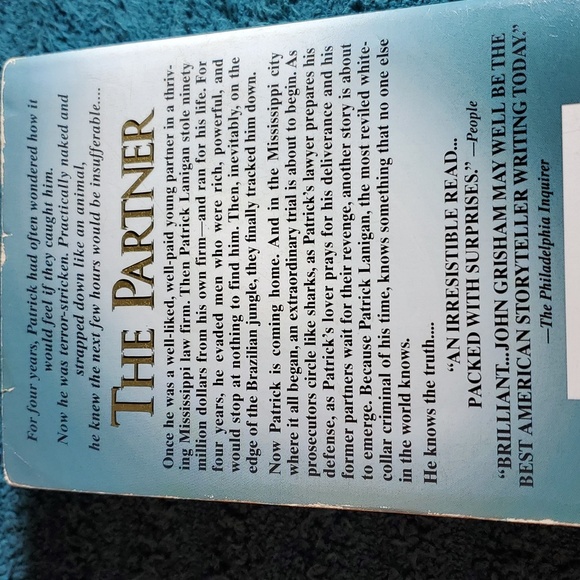 For four years, Patrick had often wondered how it
would feel if they caught him.
Now he was terror-stricken. Practically naked and
strapped down like an animal,
he knew the next few hours would be insufferable....
THE PARTNER
Once he was a well-liked, well-paid young partner in a thriv-
ing Mississippi law firm. Then Patrick Lanigan stole ninety
million dollars from his own firm—and ran for his life. For
four years, he evaded men who were rich, powerful, and
would stop at nothing to find him. Then, inevitably, on the
edge of the Brazilian jungle, they finally tracked him down.
Now Patrick is coming home. And in the Mississippi city
where it all began, an extraordinary trial is about to begin. As
prosecutors circle like sharks, as Patrick's lawyer prepares his
defense, as Patrick's lover prays for his deliverance and his
former partners wait for their revenge, another story is about
to emerge. Because Patrick Lanigan, the most reviled white-
collar criminal of his time, knows something that no one else
in the world knows.
He knows the truth....
“AN IRRESISTIBLE READ...
PACKED WITH SURPRISES.” —People
“BRILLIANT...JOHN GRISHAM MAY WELL BE THE
BEST AMERICAN STORYTELLER WRITING TODAY.”
—The Philadelphia Inquirer